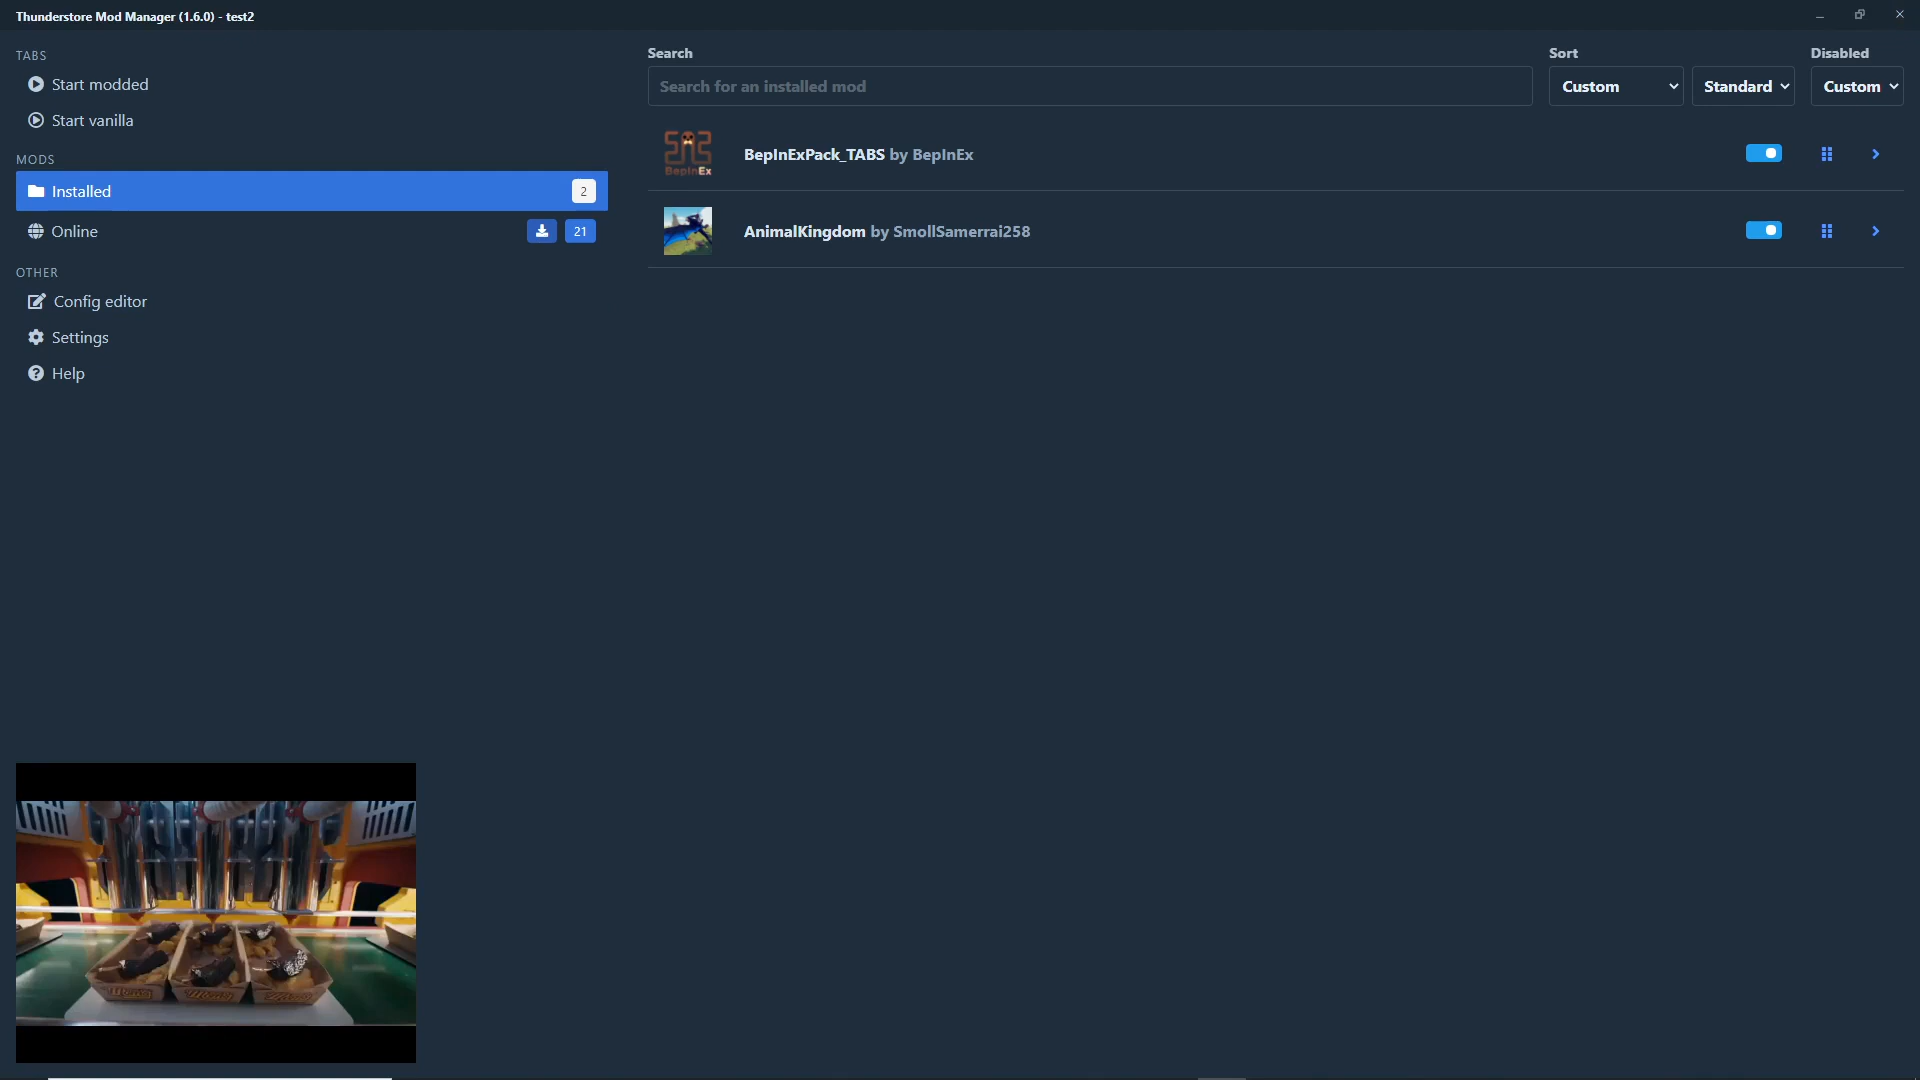 Thunderstore Mod Manager (1.6.0) - test2
TABS
Start modded
Start vanilla
MODS
Installed
2
Online
21
OTHER
Config editor
Settings
Help
Search
Search for an installed mod
Sort
Custom
Standard
Disabled
Custom
BepInEx
BepInExPack_TABS by BepInEx
AnimalKingdom by SmollSamerrai258